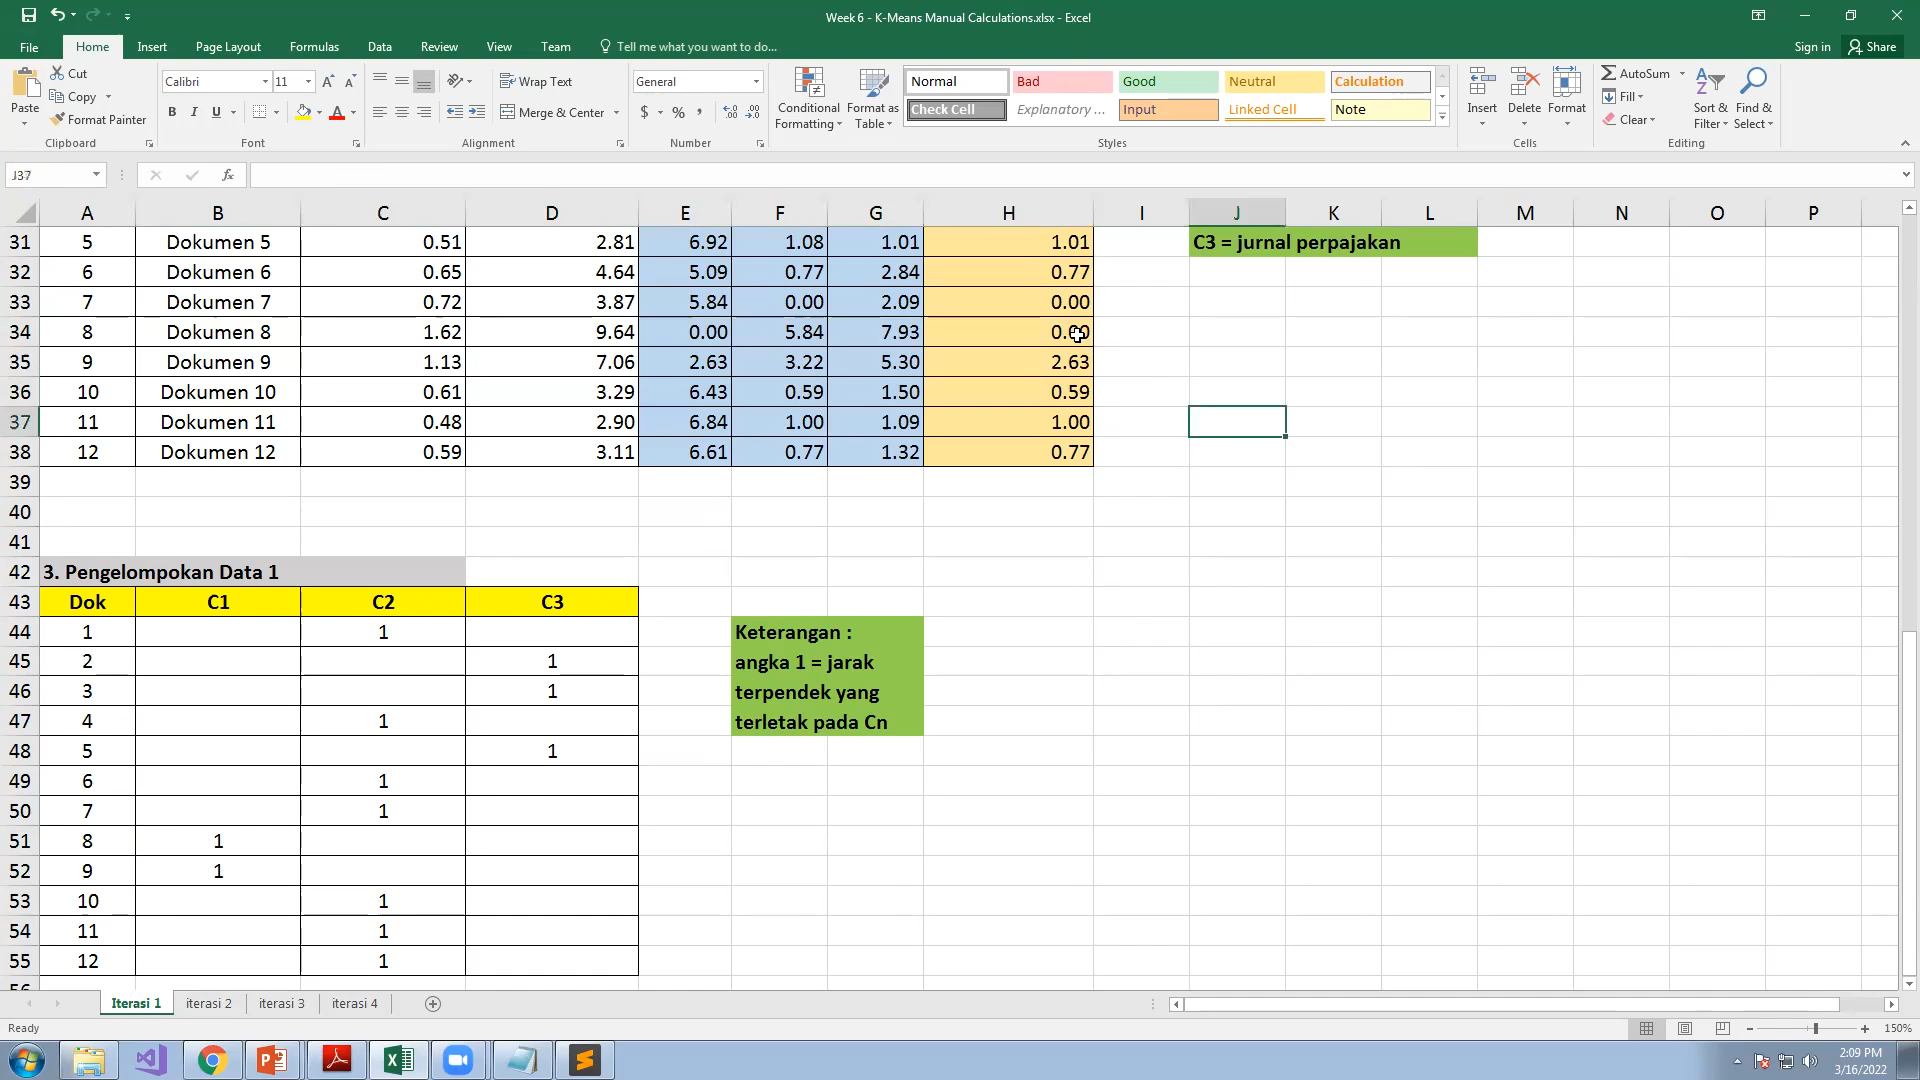 Week 6 - K-Means Manual Calculations.xlsx - Excel
File Home Insert Page Layout Formulas Data Review View Team Tell me what you want to do... Sign in Share
Paste Cut
Copy
Format Painter
Clipboard
Calibri 11
B I U
Font
Wrap Text
Merge & Center
Alignment
General
$ % ,
Number
Conditional Formatting
Format as Table
Normal Bad Good Neutral Calculation
Check Cell Explanatory ... Input Linked Cell Note
Styles
Insert Delete Format
Cells
AutoSum
Fill
Clear
Sort & Filter
Find & Select
Editing
J37 fx
A B C D E F G H I J K L M N O P
31 5 Dokumen 5 0.51 2.81 6.92 1.08 1.01 1.01 C3 = jurnal perpajakan
32 6 Dokumen 6 0.65 4.64 5.09 0.77 2.84 0.77
33 7 Dokumen 7 0.72 3.87 5.84 0.00 2.09 0.00
34 8 Dokumen 8 1.62 9.64 0.00 5.84 7.93 0.00
35 9 Dokumen 9 1.13 7.06 2.63 3.22 5.30 2.63
36 10 Dokumen 10 0.61 3.29 6.43 0.59 1.50 0.59
37 11 Dokumen 11 0.48 2.90 6.84 1.00 1.09 1.00
38 12 Dokumen 12 0.59 3.11 6.61 0.77 1.32 0.77
39
40
41
42 3. Pengelompokan Data 1
43 Dok C1 C2 C3
44 1 1 Keterangan :
45 2 1 angka 1 = jarak
46 3 1 terpendek yang
47 4 1 terletak pada Cn
48 5 1
49 6 1
50 7 1
51 8 1
52 9 1
53 10 1
54 11 1
55 12 1
56
Iterasi 1 iterasi 2 iterasi 3 iterasi 4
Ready 150%
2:09 PM
3/16/2022